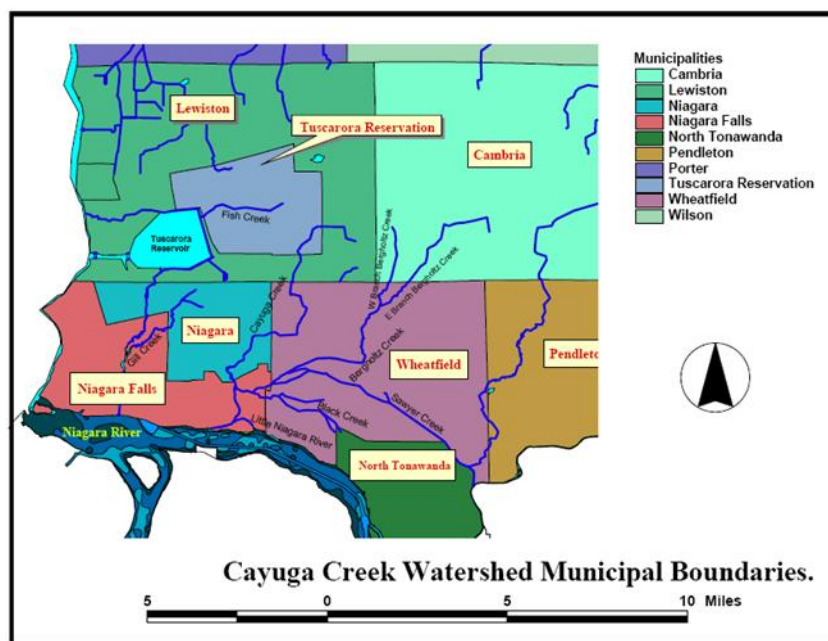 Municipalities
Cambria
Lewiston
Niagara
Niagara Falls
North Tonawanda
Pendleton
Porter
Tuscarora Reservation
Wheatfield
Wilson
Lewiston
Tuscarora Reservation
Cambria
Fish Creek
Tuscarora
Reservoir
W Branch Bergholtz Creek
E Branch Bergholtz Creek
Cayuga Creek
Niagara
Gill Creek
Bergholtz Creek
Wheatfield
Pendleto
Niagara Falls
Sawyer Creek
Black Creek
Little Niagara River
Niagara River
North Tonawanda
Cayuga Creek Watershed Municipal Boundaries.
5 0 5 10 Miles